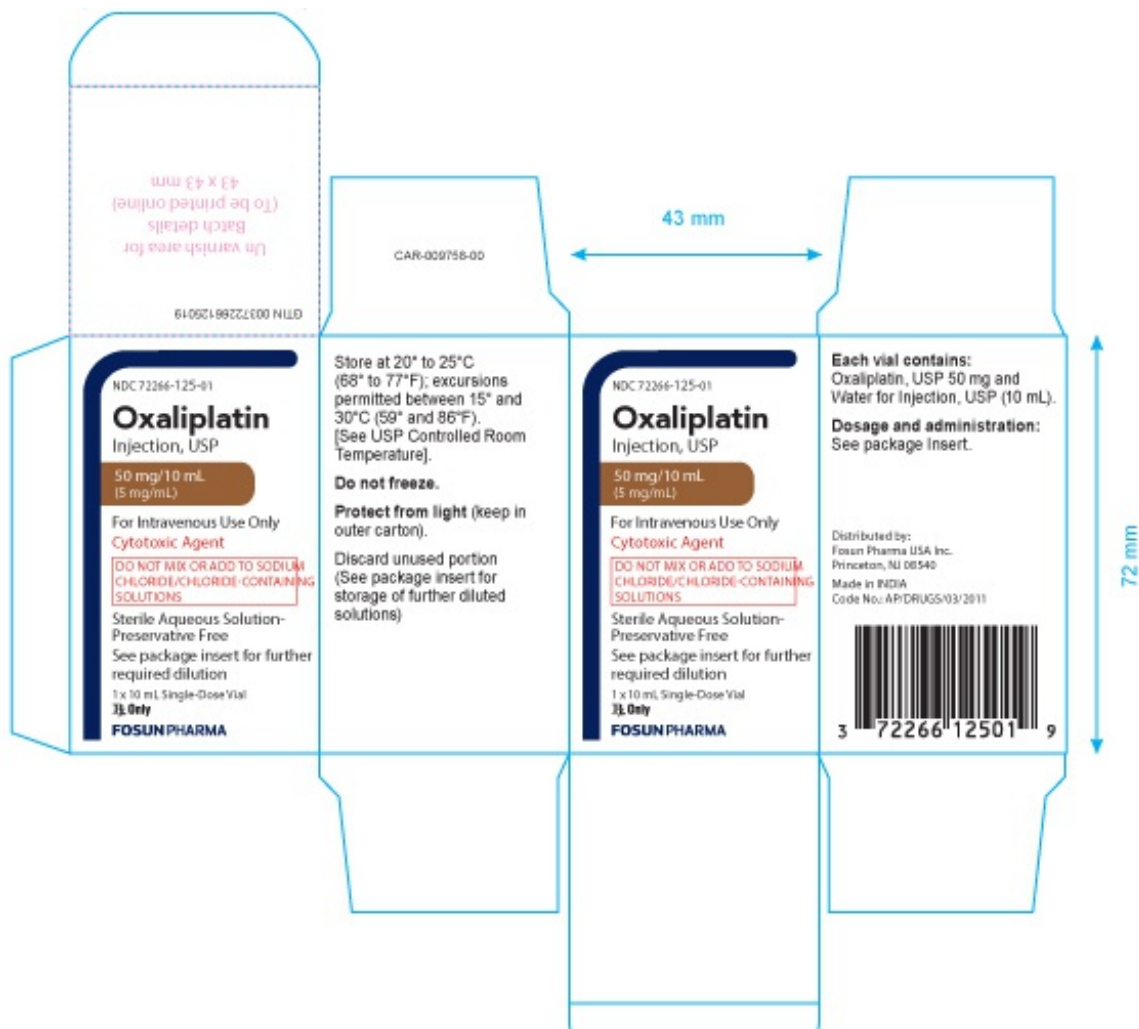 Un varnish area for
Batch details
(To be printed online)
43 x 43 mm
GTIN 00372266125019
CAR-009758-00
43 mm
NDC 72266-125-01
Oxaliplatin
Injection, USP
50 mg/10 mL
(5 mg/mL)
For Intravenous Use Only
Cytotoxic Agent
DO NOT MIX OR ADD TO SODIUM
CHLORIDE/CHLORIDE-CONTAINING
SOLUTIONS
Sterile Aqueous Solution-
Preservative Free
See package insert for further
required dilution
1 x 10 mL Single-Dose Vial
℞ Only
FOSUN PHARMA
Store at 20° to 25°C
(68° to 77°F); excursions
permitted between 15° and
30°C (59° and 86°F).
[See USP Controlled Room
Temperature].
Do not freeze.
Protect from light (keep in
outer carton).
Discard unused portion
(See package insert for
storage of further diluted
solutions)
NDC 72266-125-01
Oxaliplatin
Injection, USP
50 mg/10 mL
(5 mg/mL)
For Intravenous Use Only
Cytotoxic Agent
DO NOT MIX OR ADD TO SODIUM
CHLORIDE/CHLORIDE-CONTAINING
SOLUTIONS
Sterile Aqueous Solution-
Preservative Free
See package insert for further
required dilution
1 x 10 mL Single-Dose Vial
℞ Only
FOSUN PHARMA
Each vial contains:
Oxaliplatin, USP 50 mg and
Water for Injection, USP (10 mL).
Dosage and administration:
See package Insert.
Distributed by:
Fosun Pharma USA Inc.
Princeton, NJ 08540
Made in INDIA
Code No.: AP/DRUGS/03/2011
3 72266 12501 9
72 mm